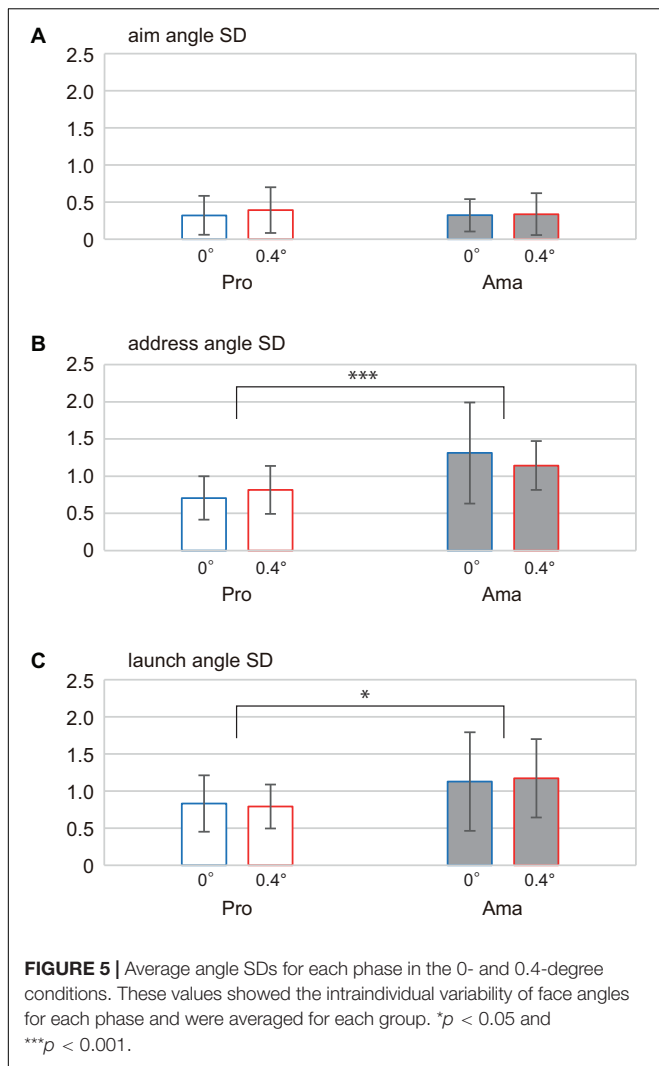 A aim angle SD
2.5
2.0
1.5
1.0
0.5
0
0° 0.4° 0° 0.4°
Pro Ama
B address angle SD
2.5
***
2.0
1.5
1.0
0.5
0
0° 0.4° 0° 0.4°
Pro Ama
C launch angle SD
2.5
*
2.0
1.5
1.0
0.5
0
0° 0.4° 0° 0.4°
Pro Ama
FIGURE 5 | Average angle SDs for each phase in the 0- and 0.4-degree
conditions. These values showed the intraindividual variability of face angles
for each phase and were averaged for each group. *p < 0.05 and
***p < 0.001.